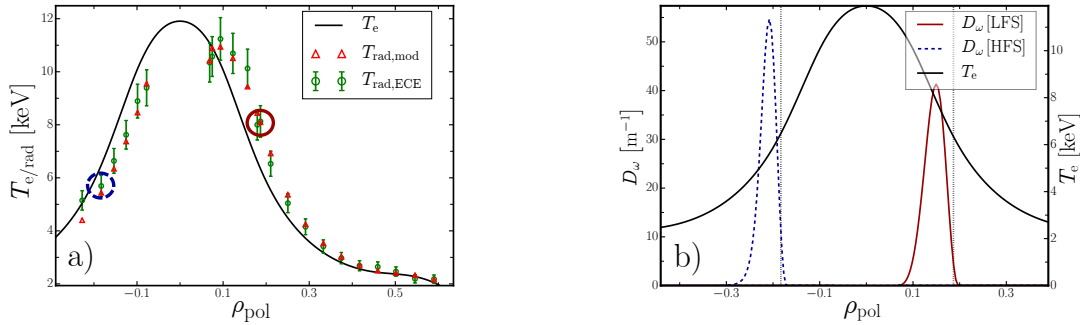 12
10
8
6
4
2
T_e/rad [keV]
−0.1
0.1
0.3
0.5
ρ_pol
a)
T_e
T_rad,mod
T_rad,ECE
50
40
30
20
10
0
D_ω [m⁻¹]
−0.3
−0.1
0.1
0.3
ρ_pol
b)
D_ω [LFS]
D_ω [HFS]
T_e
10
8
6
4
2
0
T_e [keV]